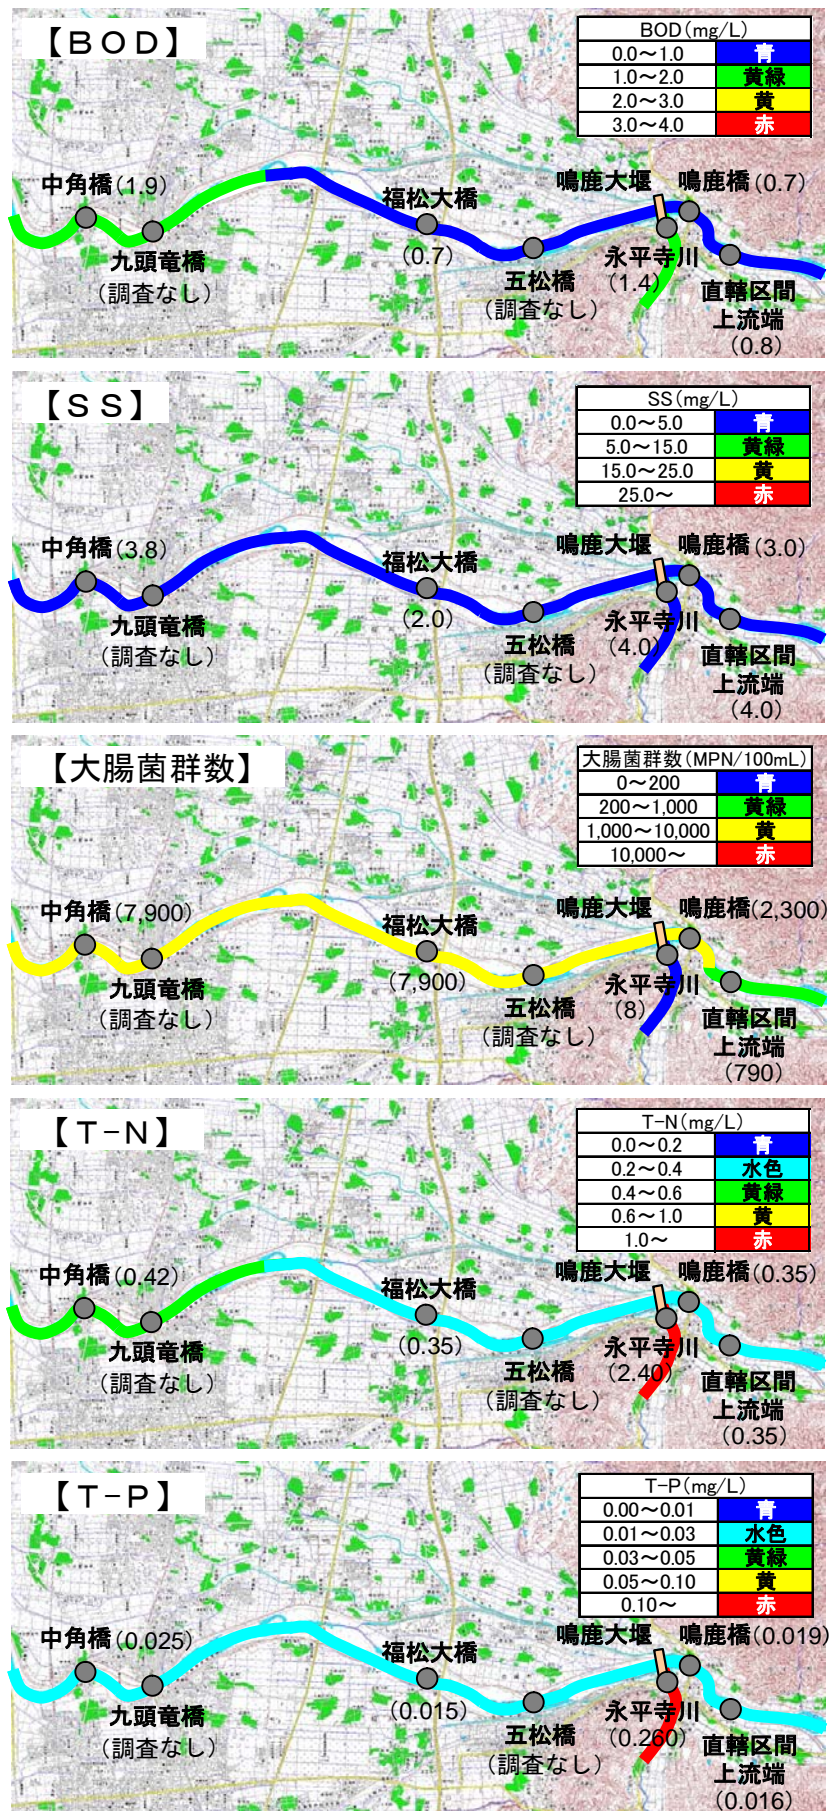 【ＢＯＤ】
BOD(mg/L)
0.0～1.0 青
1.0～2.0 黄緑
2.0～3.0 黄
3.0～4.0 赤
中角橋(1.9)
九頭竜橋
(調査なし)
福松大橋
(0.7)
五松橋
(調査なし)
鳴鹿大堰
鳴鹿橋(0.7)
永平寺川
(1.4)
直轄区間
上流端
(0.8)
【ＳＳ】
SS(mg/L)
0.0～5.0 青
5.0～15.0 黄緑
15.0～25.0 黄
25.0～ 赤
中角橋(3.8)
九頭竜橋
(調査なし)
福松大橋
(2.0)
五松橋
(調査なし)
鳴鹿大堰
鳴鹿橋(3.0)
永平寺川
(4.0)
直轄区間
上流端
(4.0)
【大腸菌群数】
大腸菌群数(MPN/100mL)
0～200 青
200～1,000 黄緑
1,000～10,000 黄
10,000～ 赤
中角橋(7,900)
九頭竜橋
(調査なし)
福松大橋
(7,900)
五松橋
(調査なし)
鳴鹿大堰
鳴鹿橋(2,300)
永平寺川
(8)
直轄区間
上流端
(790)
【Ｔ−Ｎ】
T-N(mg/L)
0.0～0.2 青
0.2～0.4 水色
0.4～0.6 黄緑
0.6～1.0 黄
1.0～ 赤
中角橋(0.42)
九頭竜橋
(調査なし)
福松大橋
(0.35)
五松橋
(調査なし)
鳴鹿大堰
鳴鹿橋(0.35)
永平寺川
(2.40)
直轄区間
上流端
(0.35)
【Ｔ−Ｐ】
T-P(mg/L)
0.00～0.01 青
0.01～0.03 水色
0.03～0.05 黄緑
0.05～0.10 黄
0.10～ 赤
中角橋(0.025)
九頭竜橋
(調査なし)
福松大橋
(0.015)
五松橋
(調査なし)
鳴鹿大堰
鳴鹿橋(0.019)
永平寺川
(0.260)
直轄区間
上流端
(0.016)